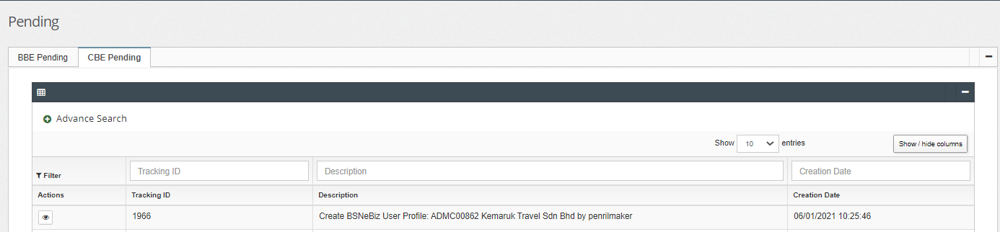 Pending
BBE Pending CBE Pending
Advance Search
Show 10 entries Show / hide columns
Filter Tracking ID Description Creation Date
Actions Tracking ID Description Creation Date
1966 Create BSNeBiz User Profile: ADMC00862 Kemaruk Travel Sdn Bhd by penrilmaker 06/01/2021 10:25:46